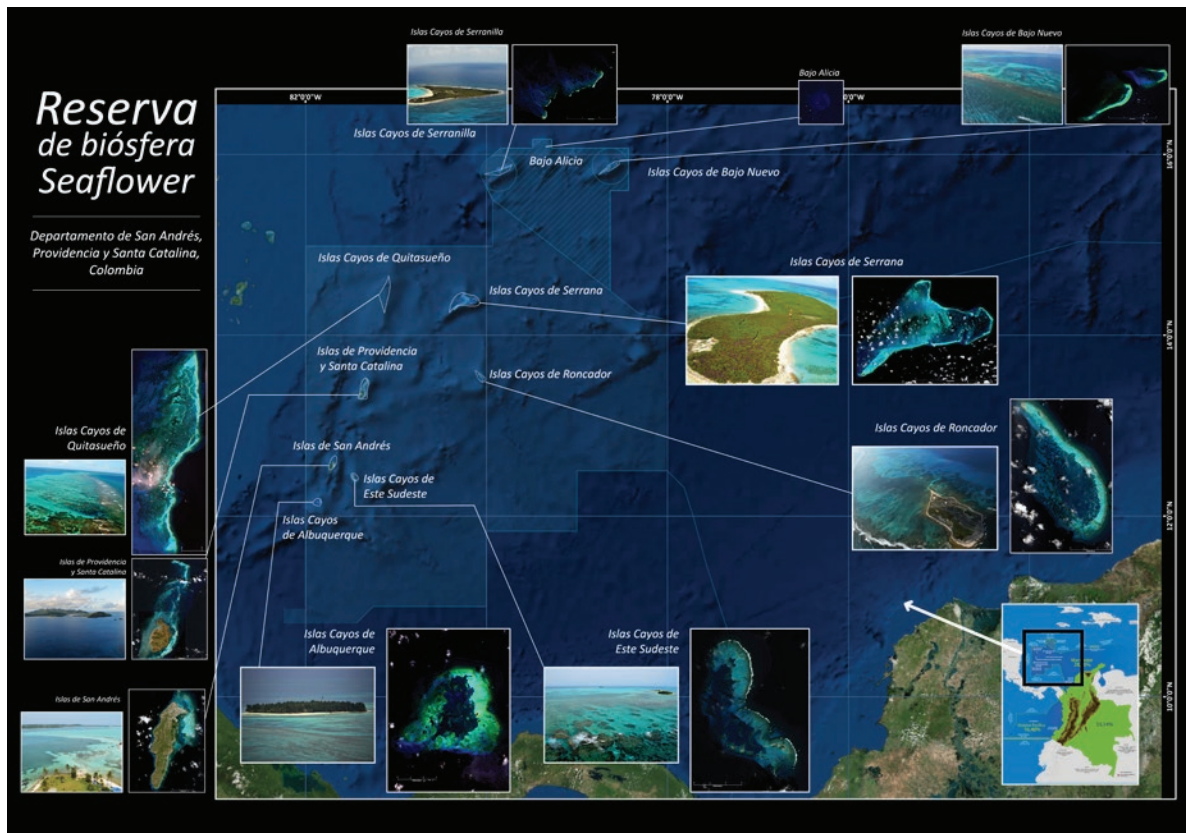 Reserva
de biósfera
Seaflower
Departamento de San Andrés,
Providencia y Santa Catalina,
Colombia
Islas Cayos de Serranilla
Bajo Alicia
Islas Cayos de Bajo Nuevo
82°0'0"W
78°0'0"W
0'0"W
16°0'0"N
14°0'0"N
12°0'0"N
10°0'0"N
Islas Cayos de Serranilla
Bajo Alicia
Islas Cayos de Bajo Nuevo
Islas Cayos de Quitasueño
Islas Cayos de Serrana
Islas Cayos de Serrana
Islas de Providencia
y Santa Catalina
Islas Cayos de Roncador
Islas Cayos de Roncador
Islas de San Andrés
Islas Cayos de
Este Sudeste
Islas Cayos
de Albuquerque
Islas Cayos de
Quitasueño
Islas de Providencia
y Santa Catalina
Islas de San Andrés
Islas Cayos de
Albuquerque
Islas Cayos de
Este Sudeste